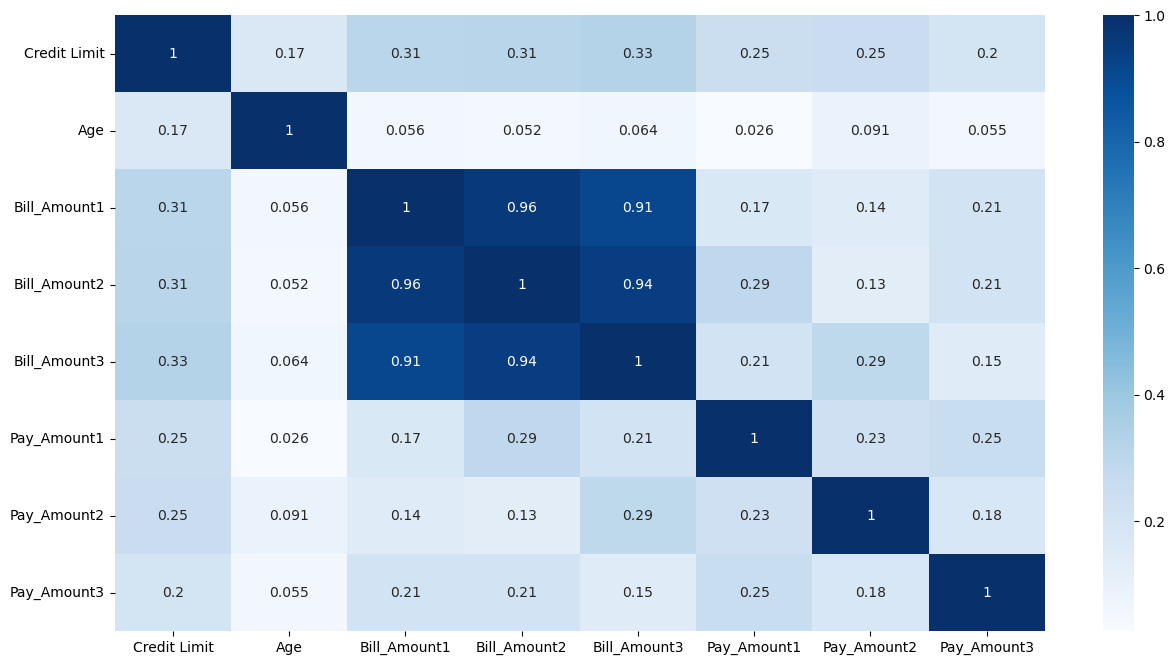 Credit Limit 1 0.17 0.31 0.31 0.33 0.25 0.25 0.2
Age 0.17 1 0.056 0.052 0.064 0.026 0.091 0.055
Bill_Amount1 0.31 0.056 1 0.96 0.91 0.17 0.14 0.21
Bill_Amount2 0.31 0.052 0.96 1 0.94 0.29 0.13 0.21
Bill_Amount3 0.33 0.064 0.91 0.94 1 0.21 0.29 0.15
Pay_Amount1 0.25 0.026 0.17 0.29 0.21 1 0.23 0.25
Pay_Amount2 0.25 0.091 0.14 0.13 0.29 0.23 1 0.18
Pay_Amount3 0.2 0.055 0.21 0.21 0.15 0.25 0.18 1
Credit Limit Age Bill_Amount1 Bill_Amount2 Bill_Amount3 Pay_Amount1 Pay_Amount2 Pay_Amount3
1.0
0.8
0.6
0.4
0.2